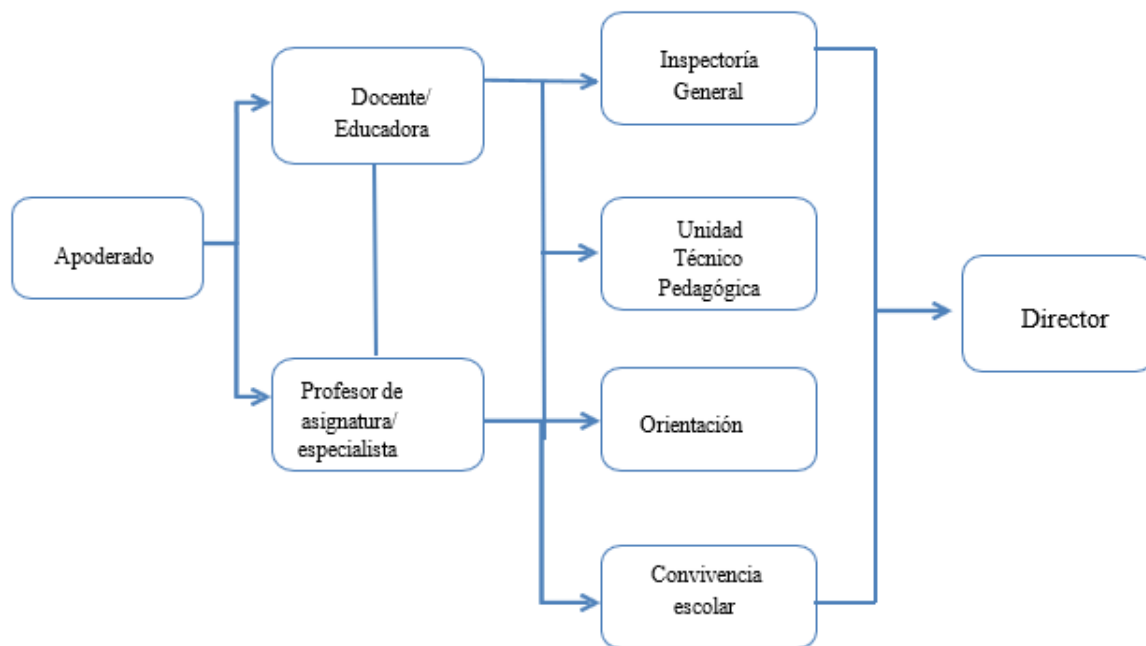 Apoderado
Docente/
Educadora
Profesor de
asignatura/
especialista
Inspectoría
General
Unidad
Técnico
Pedagógica
Orientación
Convivencia
escolar
Director